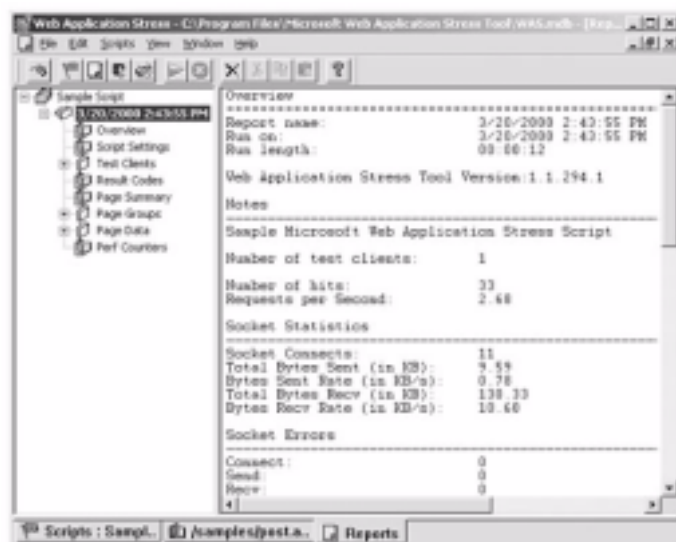 Web Application Stress - C:\Program Files\Microsoft Web Application Stress Tool\WAS.mdb - [Rep...
File Edit Scripts View Window Help
Sample Script
3/20/2000 2:43:55 PM
Overview
Script Settings
Test Clients
Result Codes
Page Summary
Page Groups
Page Data
Perf Counters
Overview
Report name: 3/20/2000 2:43:55 PM
Run on: 3/20/2000 2:43:55 PM
Run length: 00:00:12
Web Application Stress Tool Version:1.1.294.1
Notes
Sample Microsoft Web Application Stress Script
Number of test clients: 1
Number of hits: 33
Requests per Second: 2.68
Socket Statistics
Socket Connects: 11
Total Bytes Sent (in KB): 9.59
Bytes Sent Rate (in KB/s): 0.78
Total Bytes Recv (in KB): 130.33
Bytes Recv Rate (in KB/s): 10.60
Socket Errors
Connect: 0
Send: 0
Recv: 0
Scripts : Sampl.. /samples/post.a.. Reports